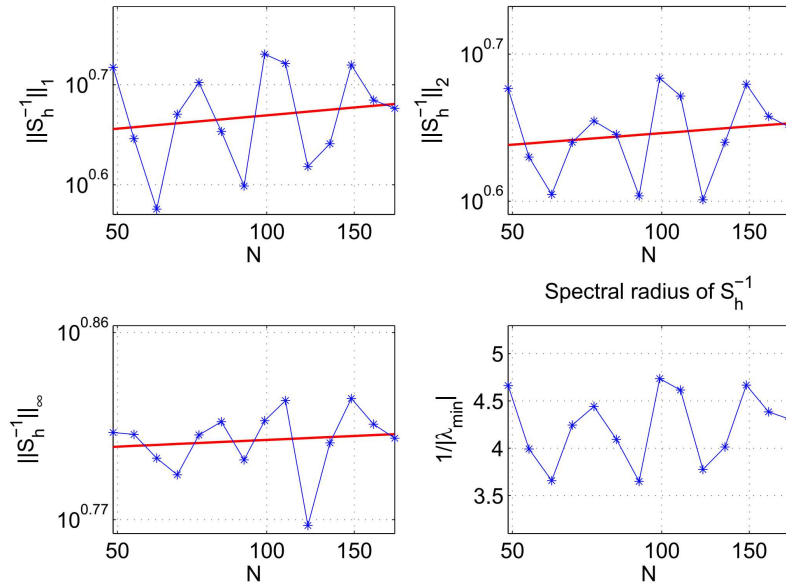 ||S_h^{-1}||_1
10^{0.7}
10^{0.6}
50
100
150
N
||S_h^{-1}||_2
10^{0.7}
10^{0.6}
50
100
150
N
||S_h^{-1}||_∞
10^{0.86}
10^{0.77}
50
100
150
N
Spectral radius of S_h^{-1}
1/|λ_{min}|
5
4.5
4
3.5
50
100
150
N